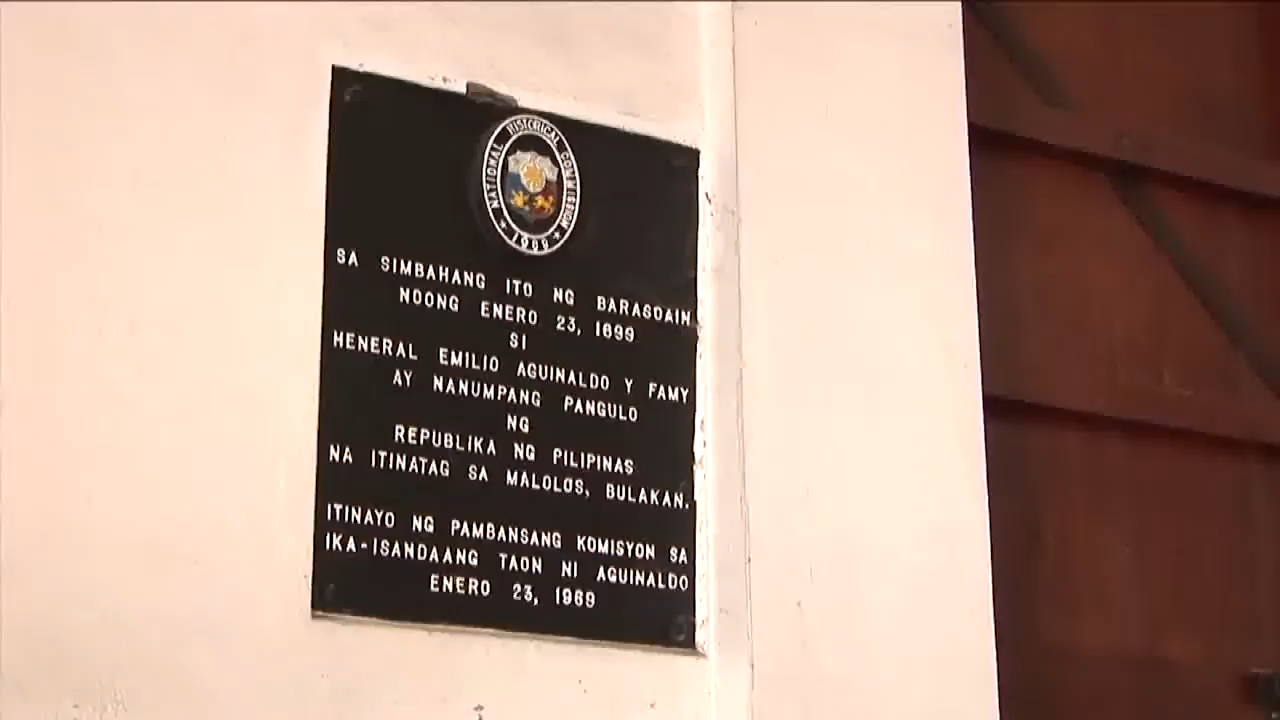 NATIONAL HISTORICAL COMMISSION
★ 1969 ★
SA SIMBAHANG ITO NG BARASOAIN
NOONG ENERO 23, 1899
SI
HENERAL EMILIO AGUINALDO Y FAMY
AY NANUMPANG PANGULO
NG
REPUBLIKA NG PILIPINAS
NA ITINATAG SA MALOLOS, BULAKAN.
ITINAYO NG PAMBANSANG KOMISYON SA
IKA-ISANDAANG TAON NI AGUINALDO
ENERO 23, 1969